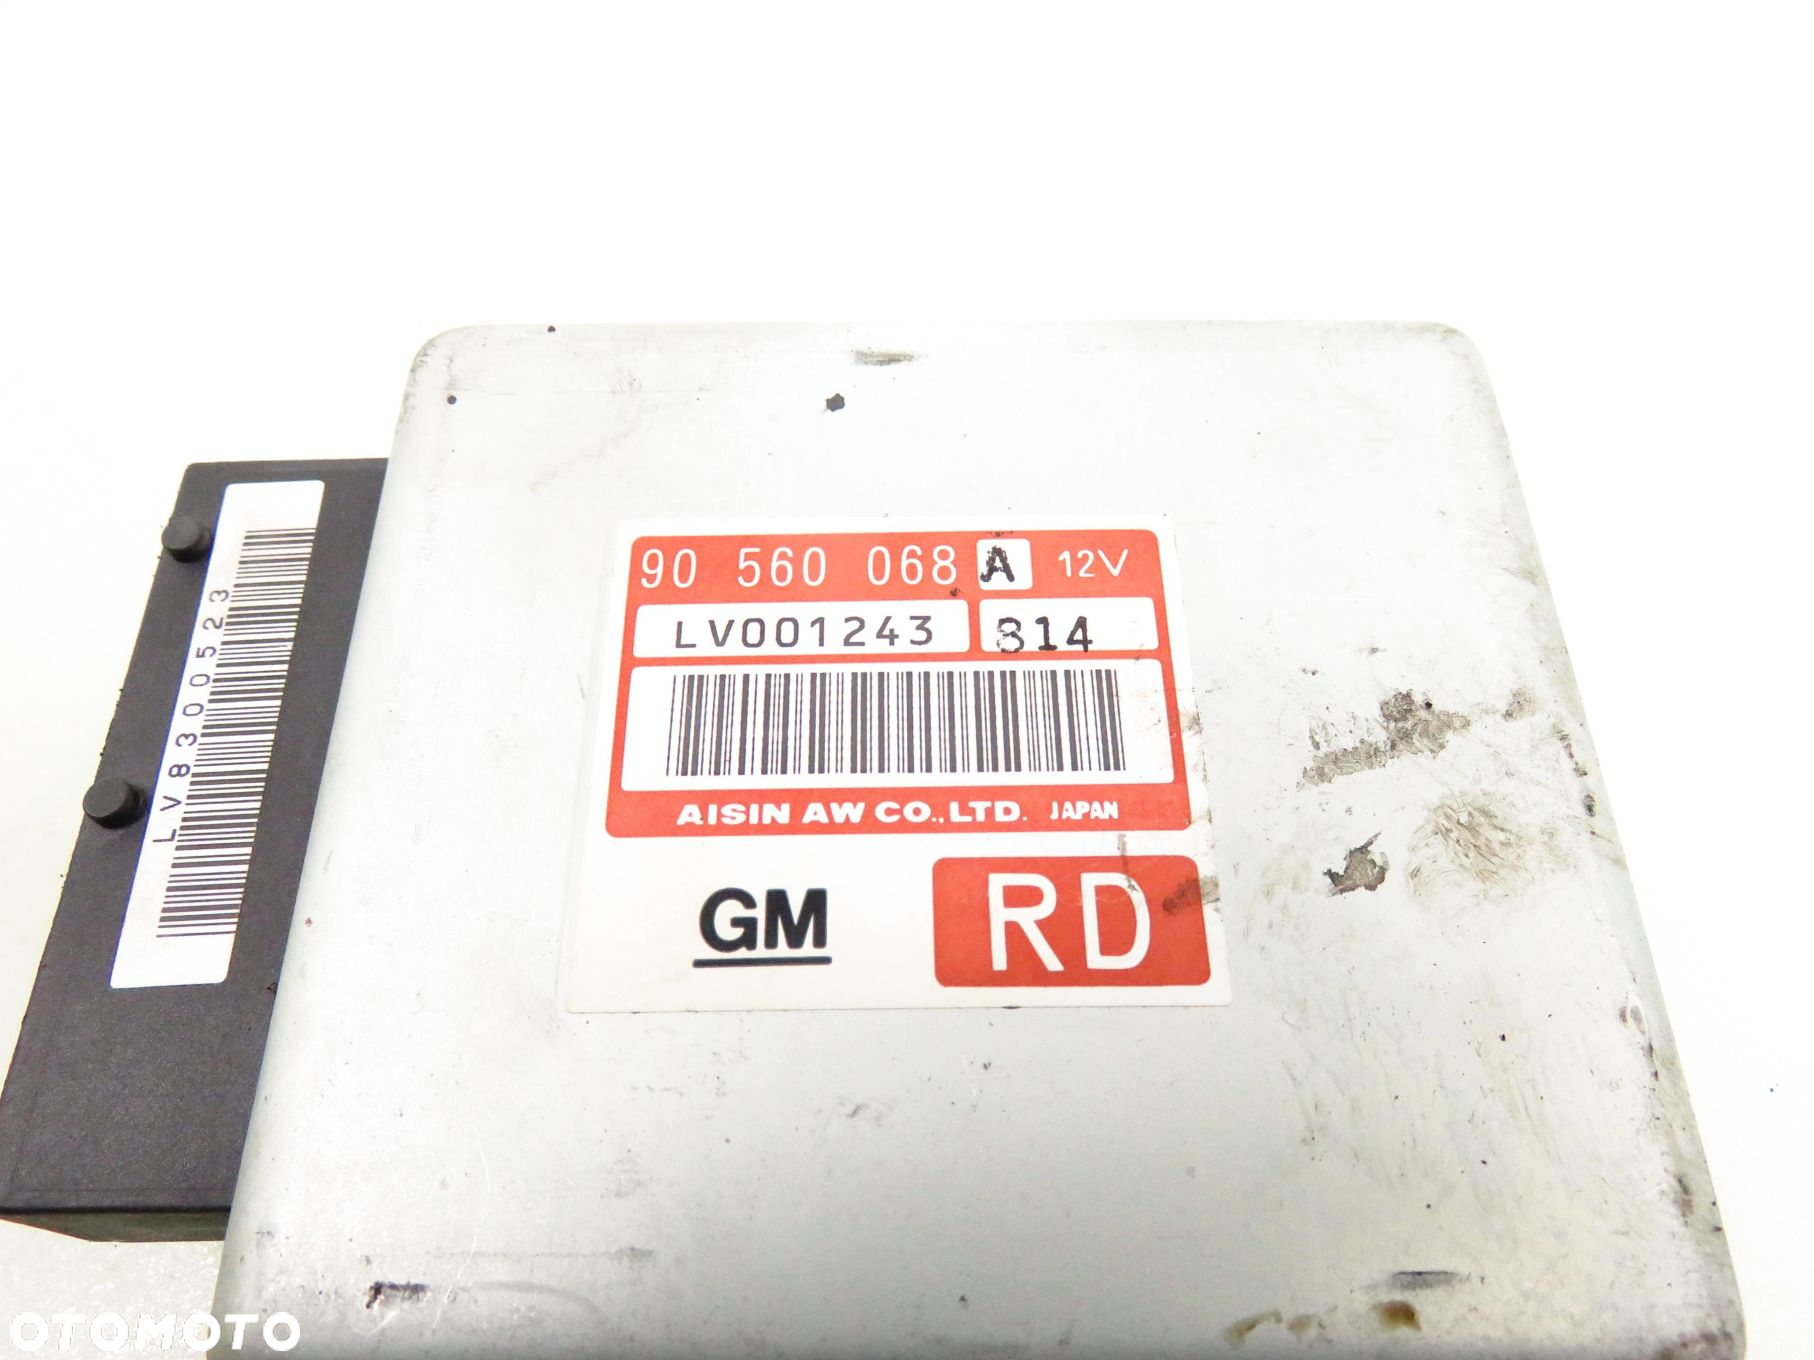 90 560 068 A 12V
LV001243 814
AISIN AW CO.,LTD. JAPAN
GM RD
LV8300523
OTOMOTO